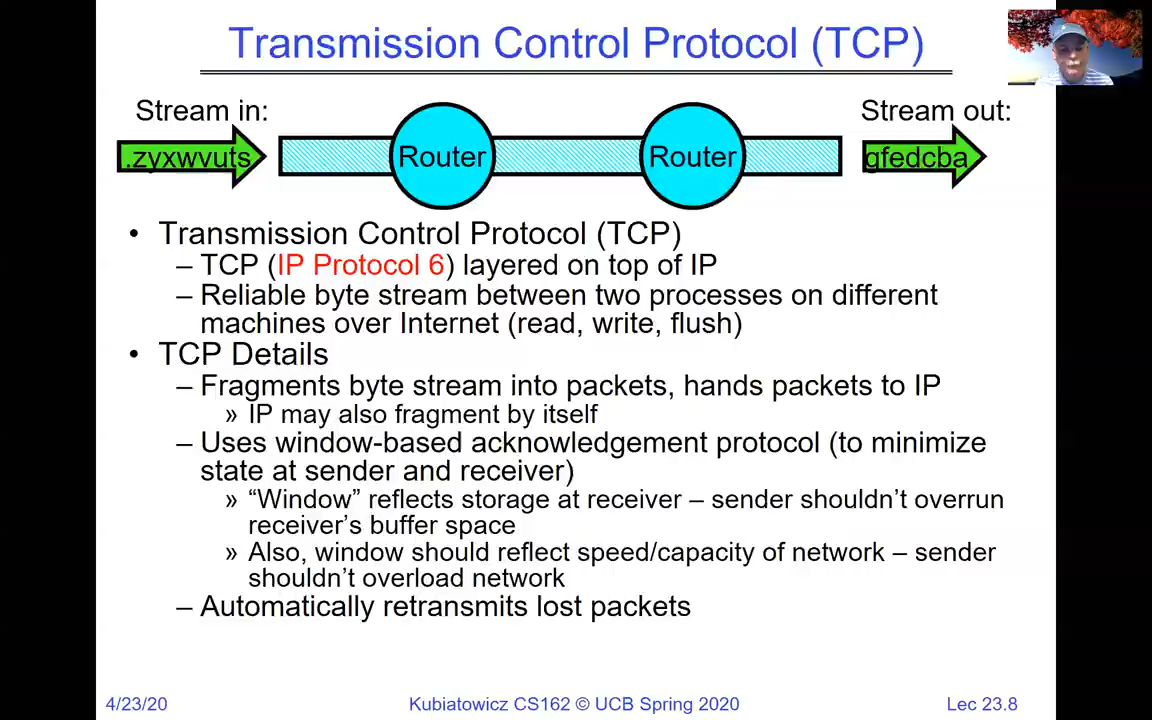 Transmission Control Protocol (TCP)
Stream in:
Stream out:
.zyxwvuts
Router
Router
gfedcba
• Transmission Control Protocol (TCP)
– TCP (IP Protocol 6) layered on top of IP
– Reliable byte stream between two processes on different
machines over Internet (read, write, flush)
• TCP Details
– Fragments byte stream into packets, hands packets to IP
» IP may also fragment by itself
– Uses window-based acknowledgement protocol (to minimize
state at sender and receiver)
» “Window” reflects storage at receiver – sender shouldn’t overrun
receiver’s buffer space
» Also, window should reflect speed/capacity of network – sender
shouldn’t overload network
– Automatically retransmits lost packets
4/23/20
Kubiatowicz CS162 © UCB Spring 2020
Lec 23.8